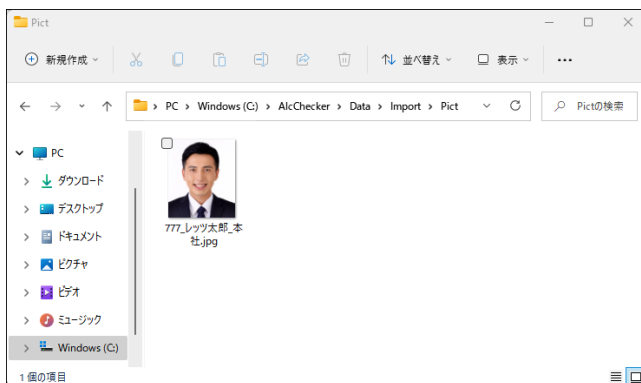 Pict
新規作成
並べ替え
表示
PC › Windows (C:) › AlcChecker › Data › Import › Pict
Pictの検索
PC
ダウンロード
デスクトップ
ドキュメント
ピクチャ
ビデオ
ミュージック
Windows (C:)
777_レッツ太郎_本
社.jpg
1 個の項目